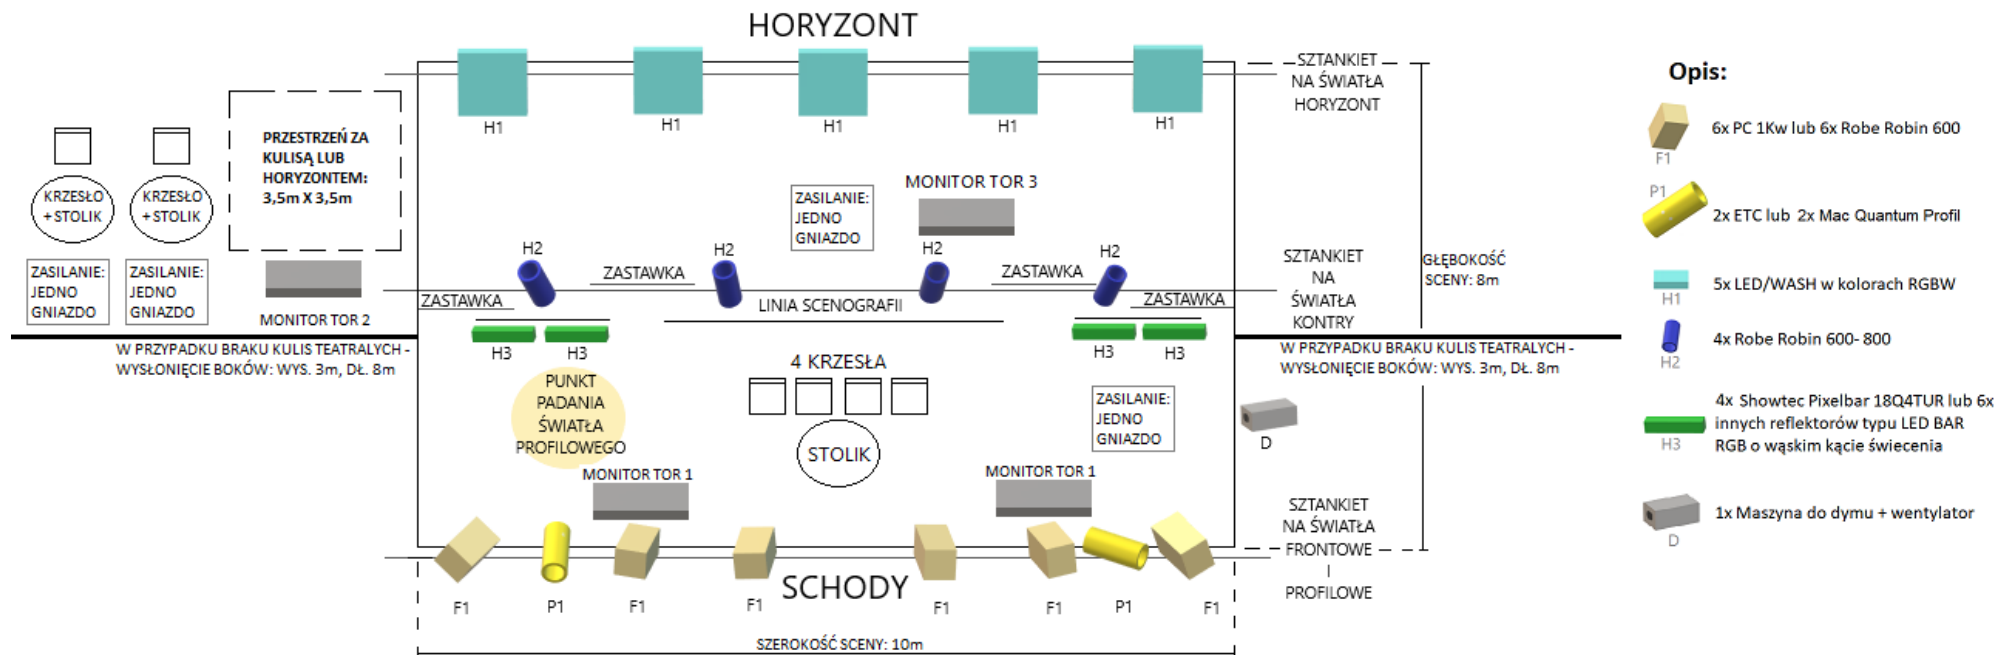 HORYZONT
H1
H1
H1
H1
H1
SZTANKIET
NA ŚWIATŁA
HORYZONT
PRZESTRZEŃ ZA
KULISĄ LUB
HORYZONTEM:
3,5m X 3,5m
KRZESŁO
+ STOLIK
KRZESŁO
+ STOLIK
ZASILANIE:
JEDNO
GNIAZDO
ZASILANIE:
JEDNO
GNIAZDO
MONITOR TOR 2
ZASILANIE:
JEDNO
GNIAZDO
MONITOR TOR 3
H2
H2
H2
H2
ZASTAWKA
ZASTAWKA
ZASTAWKA
ZASTAWKA
LINIA SCENOGRAFII
SZTANKIET
NA
ŚWIATŁA
KONTRY
GŁĘBOKOŚĆ
SCENY: 8m
W PRZYPADKU BRAKU KULIS TEATRALYCH -
WYSŁONIĘCIE BOKÓW: WYS. 3m, DŁ. 8m
W PRZYPADKU BRAKU KULIS TEATRALYCH -
WYSŁONIĘCIE BOKÓW: WYS. 3m, DŁ. 8m
H3
H3
H3
H3
PUNKT
PADANIA
ŚWIATŁA
PROFILOWEGO
4 KRZESŁA
STOLIK
ZASILANIE:
JEDNO
GNIAZDO
D
MONITOR TOR 1
MONITOR TOR 1
SZTANKIET
NA ŚWIATŁA
FRONTOWE
I
PROFILOWE
SCHODY
F1
P1
F1
F1
F1
F1
P1
F1
SZEROKOŚĆ SCENY: 10m
Opis:
F1
6x PC 1Kw lub 6x Robe Robin 600
P1
2x ETC lub 2x Mac Quantum Profil
H1
5x LED/WASH w kolorach RGBW
H2
4x Robe Robin 600- 800
H3
4x Showtec Pixelbar 18Q4TUR lub 6x
innych reflektorów typu LED BAR
RGB o wąskim kącie świecenia
D
1x Maszyna do dymu + wentylator